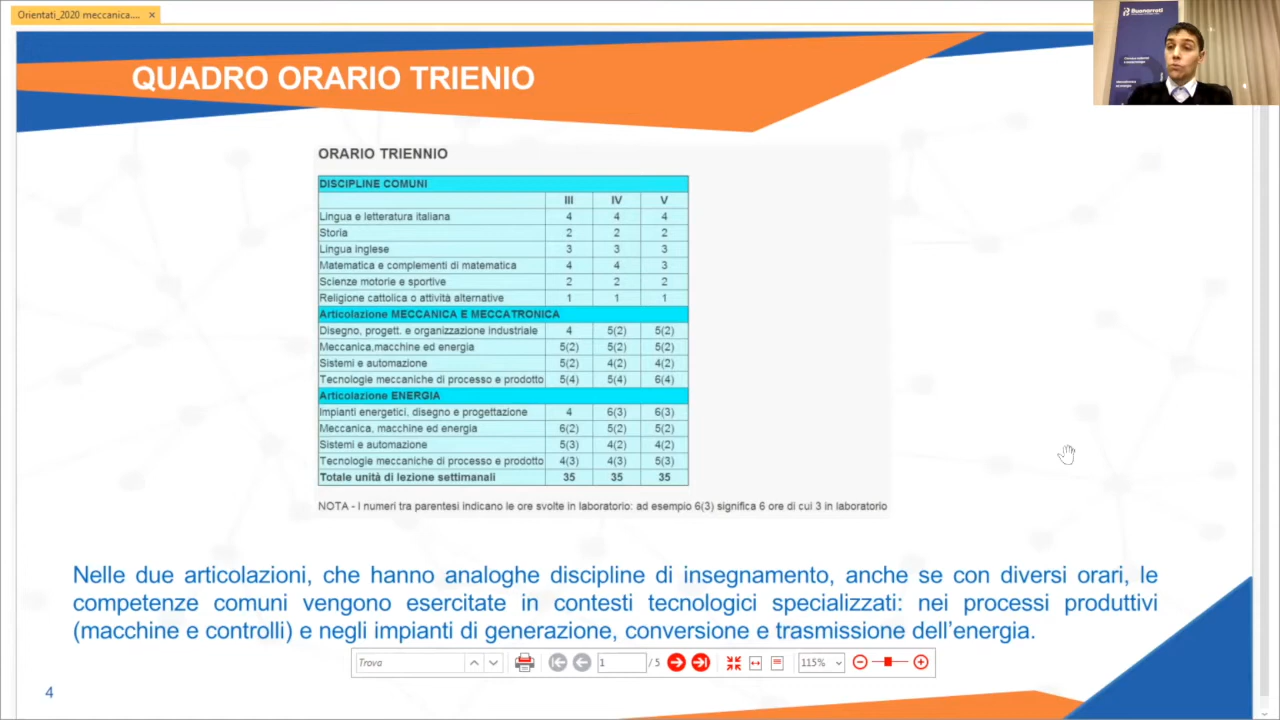 Orientati_2020 meccanica.... ×
Buonarroti
QUADRO ORARIO TRIENIO
ORARIO TRIENNIO
DISCIPLINE COMUNI
III IV V
Lingua e letteratura italiana 4 4 4
Storia 2 2 2
Lingua inglese 3 3 3
Matematica e complementi di matematica 4 4 3
Scienze motorie e sportive 2 2 2
Religione cattolica o attività alternative 1 1 1
Articolazione MECCANICA E MECCATRONICA
Disegno, progett. e organizzazione industriale 4 5(2) 5(2)
Meccanica,macchine ed energia 5(2) 5(2) 5(2)
Sistemi e automazione 5(2) 4(2) 4(2)
Tecnologie meccaniche di processo e prodotto 5(4) 5(4) 6(4)
Articolazione ENERGIA
Impianti energetici, disegno e progettazione 4 6(3) 6(3)
Meccanica, macchine ed energia 6(2) 5(2) 5(2)
Sistemi e automazione 5(3) 4(2) 4(2)
Tecnologie meccaniche di processo e prodotto 4(3) 4(3) 5(3)
Totale unità di lezione settimanali 35 35 35
NOTA - I numeri tra parentesi indicano le ore svolte in laboratorio: ad esempio 6(3) significa 6 ore di cui 3 in laboratorio
Nelle due articolazioni, che hanno analoghe discipline di insegnamento, anche se con diversi orari, le
competenze comuni vengono esercitate in contesti tecnologici specializzati: nei processi produttivi
(macchine e controlli) e negli impianti di generazione, conversione e trasmissione dell'energia.
Trova 1 / 5 115%
4